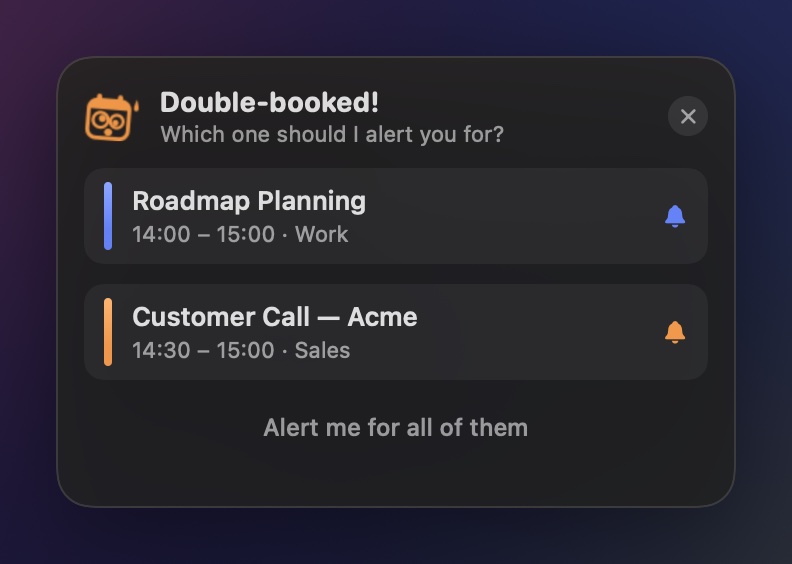 Double-booked!
Which one should I alert you for?
Roadmap Planning
14:00 – 15:00 · Work
Customer Call — Acme
14:30 – 15:00 · Sales
Alert me for all of them